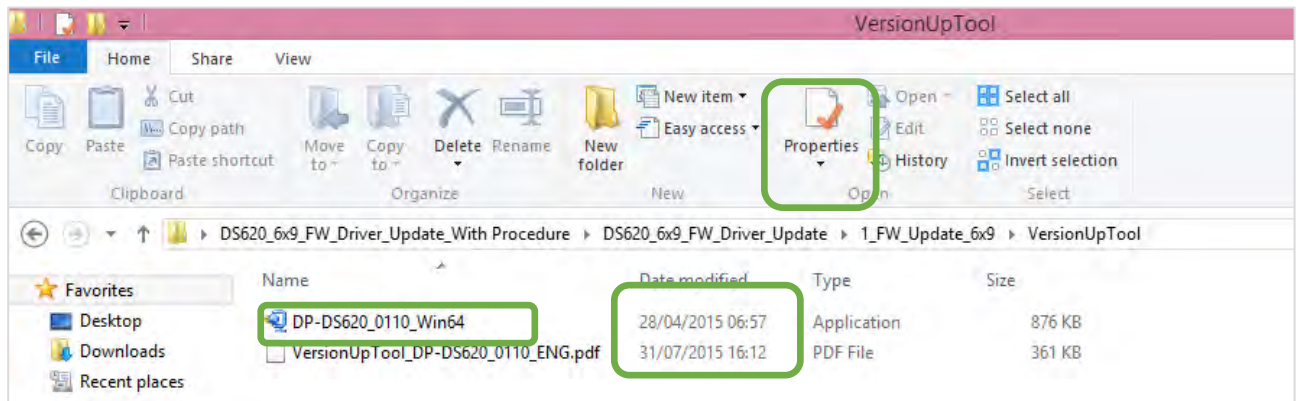 VersionUpTool
File Home Share View
Cut New item Open Select all
Copy path Easy access Edit Select none
Copy Paste Paste shortcut Move to Copy to Delete Rename New folder Properties History Invert selection
Clipboard Organize New Open Select
DS620_6x9_FW_Driver_Update_With Procedure DS620_6x9_FW_Driver_Update 1_FW_Update_6x9 VersionUpTool
Favorites Name Date modified Type Size
Desktop DP-DS620_0110_Win64 28/04/2015 06:57 Application 876 KB
Downloads VersionUpTool_DP-DS620_0110_ENG.pdf 31/07/2015 16:12 PDF File 361 KB
Recent places